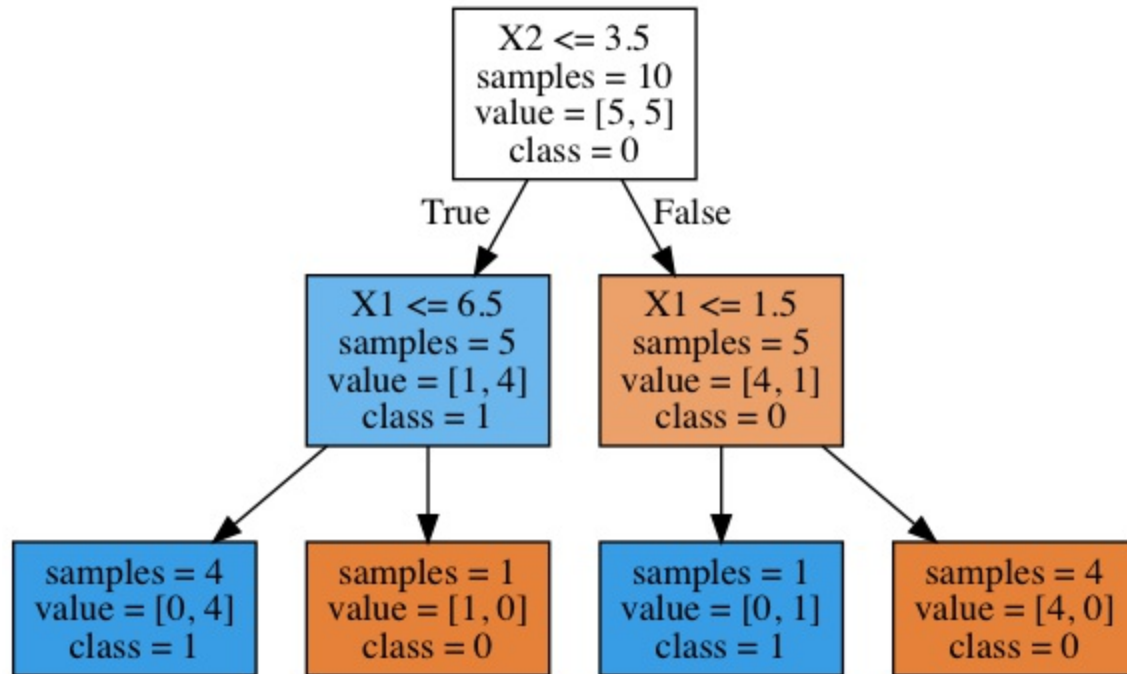 X2 <= 3.5
samples = 10
value = [5, 5]
class = 0
True
False
X1 <= 6.5
samples = 5
value = [1, 4]
class = 1
X1 <= 1.5
samples = 5
value = [4, 1]
class = 0
samples = 4
value = [0, 4]
class = 1
samples = 1
value = [1, 0]
class = 0
samples = 1
value = [0, 1]
class = 1
samples = 4
value = [4, 0]
class = 0